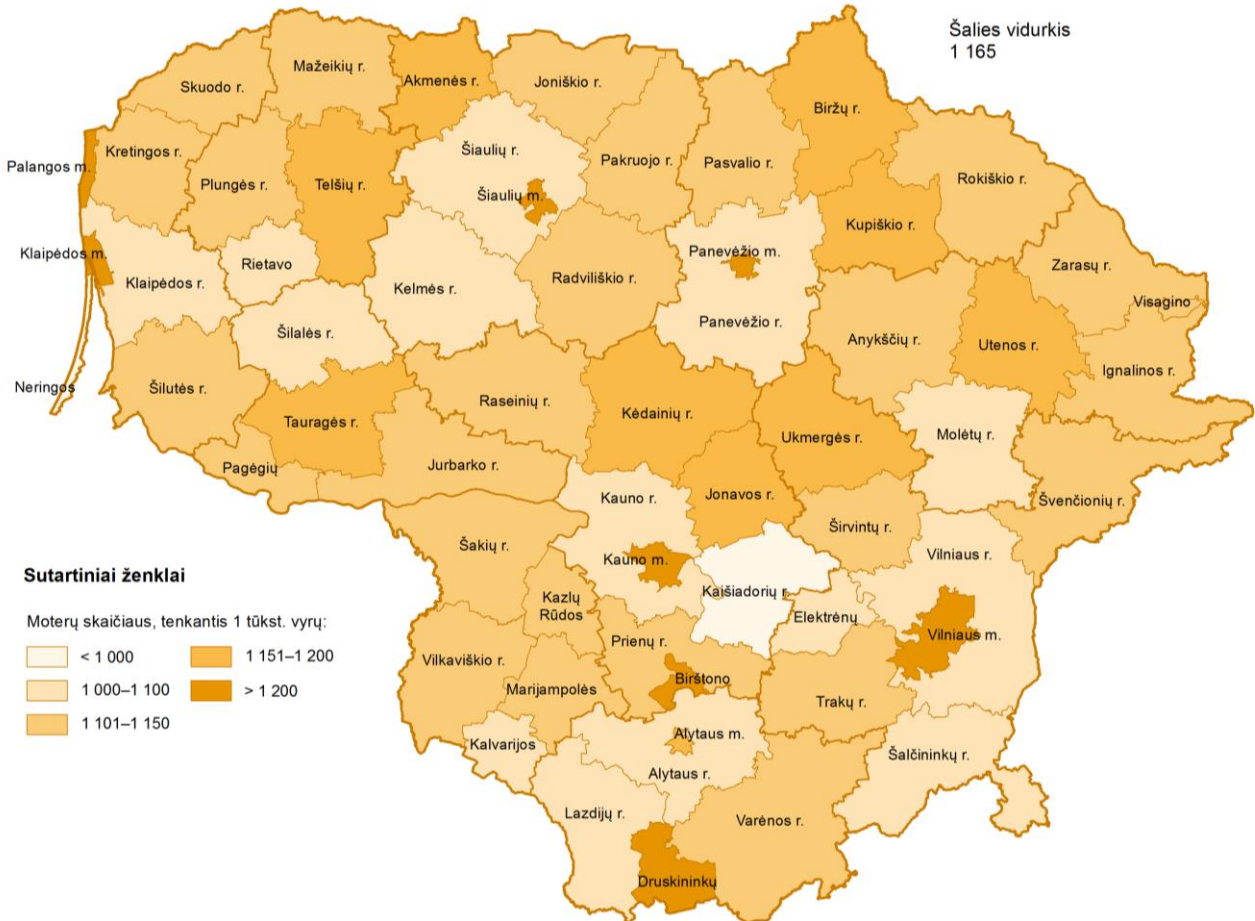 Šalies vidurkis
1 165
Mažeikių r.
Skuodo r.
Akmenės r.
Joniškio r.
Biržų r.
Kretingos r.
Palangos m.
Plungės r.
Telšių r.
Šiaulių r.
Šiaulių m.
Pakruojo r.
Pasvalio r.
Rokiškio r.
Kupiškio r.
Klaipėdos m.
Klaipėdos r.
Rietavo
Kelmės r.
Radviliškio r.
Panevėžio m.
Panevėžio r.
Zarasų r.
Visagino
Anykščių r.
Utenos r.
Ignalinos r.
Šilalės r.
Neringos
Šilutės r.
Tauragės r.
Raseinių r.
Kėdainių r.
Ukmergės r.
Molėtų r.
Pagėgių
Jurbarko r.
Kauno r.
Jonavos r.
Švenčionių r.
Širvintų r.
Šakių r.
Kauno m.
Vilniaus r.
Kaišiadorių r.
Elektrėnų
Kazlų
Rūdos
Prienų r.
Vilniaus m.
Vilkaviškio r.
Marijampolės
Birštono
Trakų r.
Kalvarijos
Alytaus m.
Alytaus r.
Šalčininkų r.
Lazdijų r.
Varėnos r.
Druskininkų
Sutartiniai ženklai
Moterų skaičiaus, tenkantis 1 tūkst. vyrų:
< 1 000
1 151–1 200
1 000–1 100
> 1 200
1 101–1 150